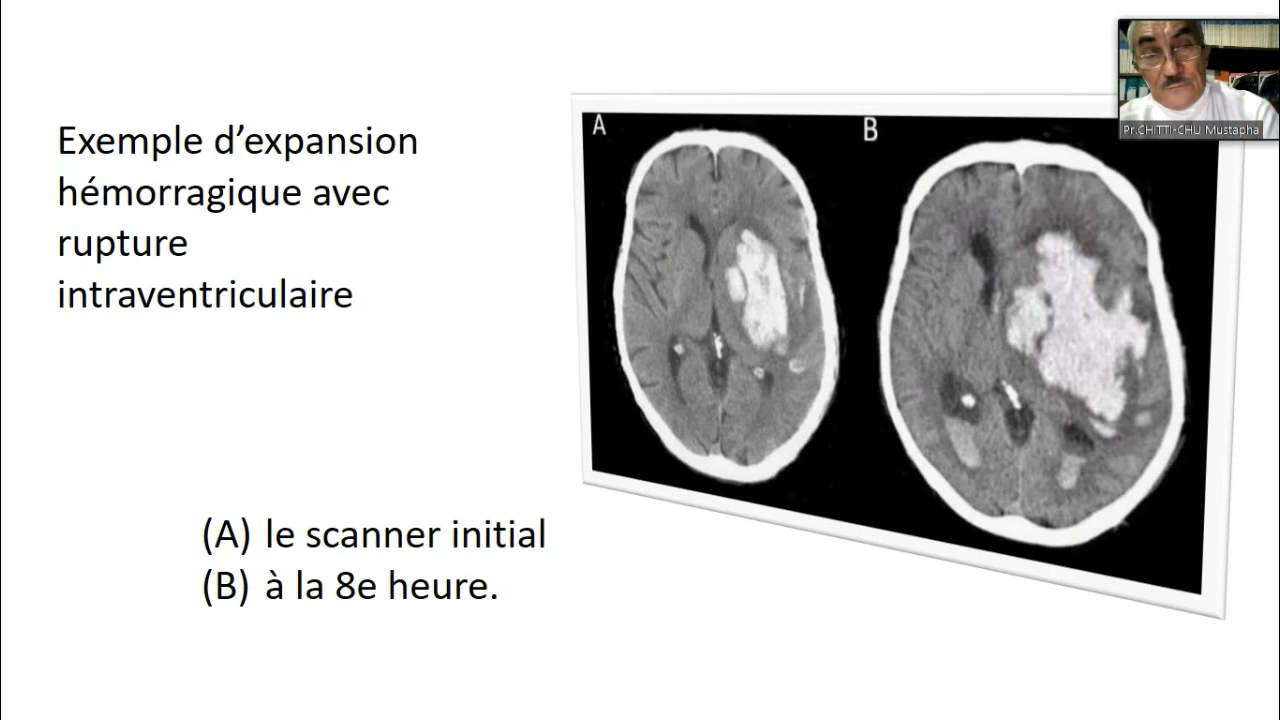 Exemple d’expansion
hémorragique avec
rupture
intraventriculaire
A
B
Pr.CHITTI-CHU Mustapha
(A) le scanner initial
(B) à la 8e heure.